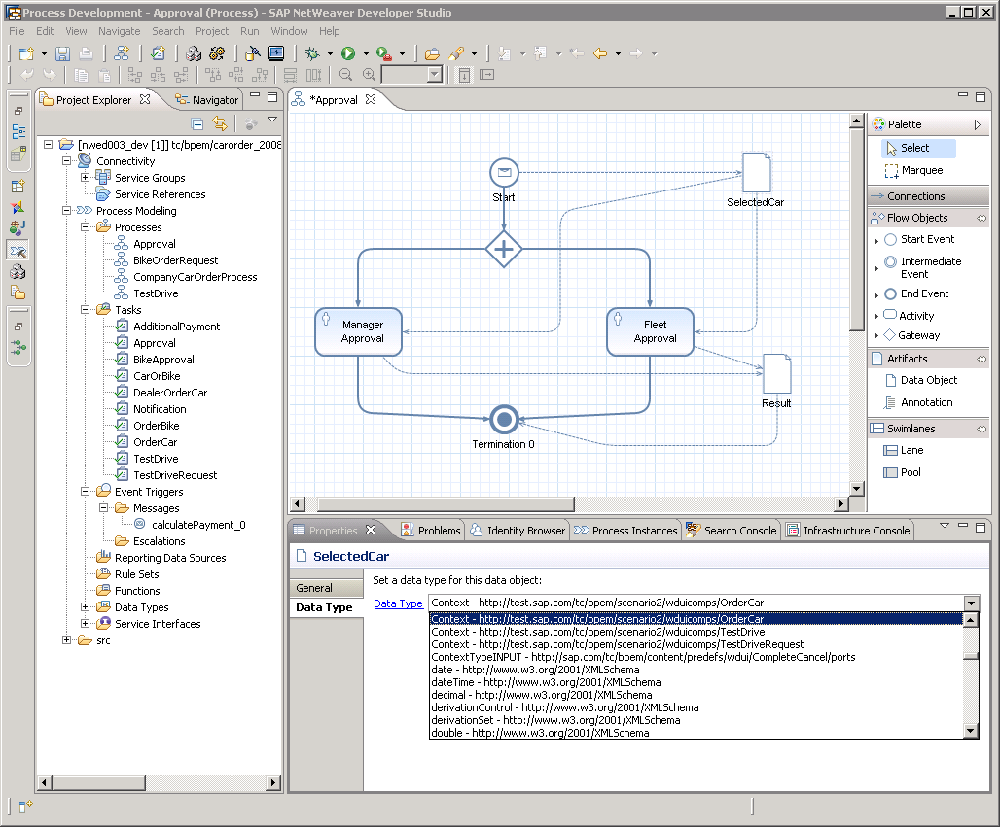 Process Development - Approval (Process) - SAP NetWeaver Developer Studio
File Edit View Navigate Search Project Run Window Help
Project Explorer
Navigator
[nwed003_dev [1]] tc/bpem/carorder_2008
Connectivity
Service Groups
Service References
Process Modeling
Processes
Approval
BikeOrderRequest
CompanyCarOrderProcess
TestDrive
Tasks
AdditionalPayment
Approval
BikeApproval
CarOrBike
DealerOrderCar
Notification
OrderBike
OrderCar
TestDrive
TestDriveRequest
Event Triggers
Messages
calculatePayment_0
Escalations
Reporting Data Sources
Rule Sets
Functions
Data Types
Service Interfaces
src
*Approval
Start
SelectedCar
Manager
Approval
Fleet
Approval
Result
Termination 0
Palette
Select
Marquee
Connections
Flow Objects
Start Event
Intermediate
Event
End Event
Activity
Gateway
Artifacts
Data Object
Annotation
Swimlanes
Lane
Pool
Properties
Problems
Identity Browser
Process Instances
Search Console
Infrastructure Console
SelectedCar
General
Data Type
Set a data type for this data object:
Data Type
Context - http://test.sap.com/tc/bpem/scenario2/wduicomps/OrderCar
Context - http://test.sap.com/tc/bpem/scenario2/wduicomps/OrderCar
Context - http://test.sap.com/tc/bpem/scenario2/wduicomps/TestDrive
Context - http://test.sap.com/tc/bpem/scenario2/wduicomps/TestDriveRequest
ContextTypeINPUT - http://sap.com/tc/bpem/content/predefs/wdui/CompleteCancel/ports
date - http://www.w3.org/2001/XMLSchema
dateTime - http://www.w3.org/2001/XMLSchema
decimal - http://www.w3.org/2001/XMLSchema
derivationControl - http://www.w3.org/2001/XMLSchema
derivationSet - http://www.w3.org/2001/XMLSchema
double - http://www.w3.org/2001/XMLSchema